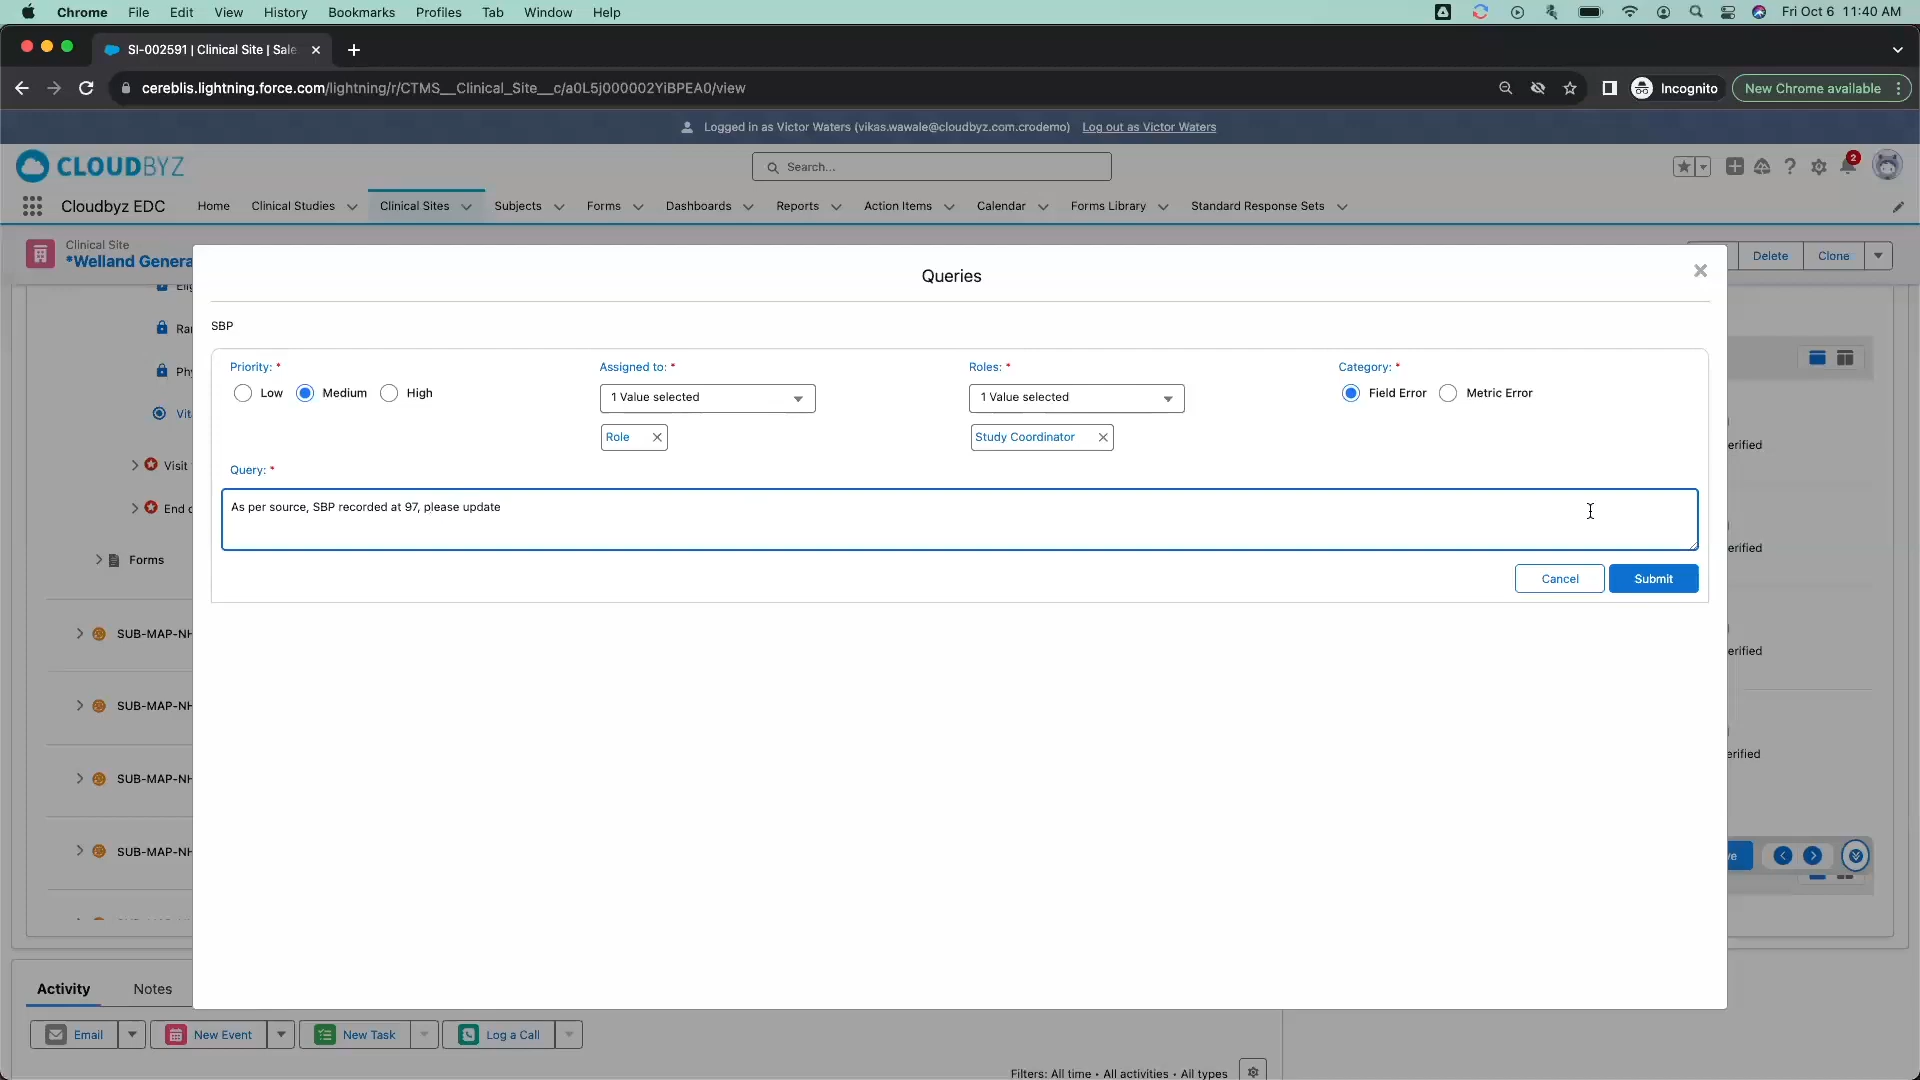 Chrome File Edit View History Bookmarks Profiles Tab Window Help Fri Oct 6 11:40 AM
SI-002591 | Clinical Site | Sale
cereblis.lightning.force.com/lightning/r/CTMS__Clinical_Site__c/a0L5j000002YiBPEA0/view Incognito New Chrome available
Logged in as Victor Waters (vikas.wawale@cloudbyz.com.crodemo) Log out as Victor Waters
CLOUDBYZ Search... 2
Cloudbyz EDC Home Clinical Studies Clinical Sites Subjects Forms Dashboards Reports Action Items Calendar Forms Library Standard Response Sets
Clinical Site
*Welland Genera Delete Clone
Queries
SBP
Priority: * Assigned to: * Roles: * Category: *
Low Medium High 1 Value selected 1 Value selected Field Error Metric Error
Role Study Coordinator
Query: *
As per source, SBP recorded at 97, please update
Cancel Submit
Elig
Ran
Phy
Vit
erified
Visit
End o
erified
Forms
SUB-MAP-NH
erified
SUB-MAP-NH
erified
SUB-MAP-NH
SUB-MAP-NH
ve
Activity Notes
Email New Event New Task Log a Call
Filters: All time • All activities • All types